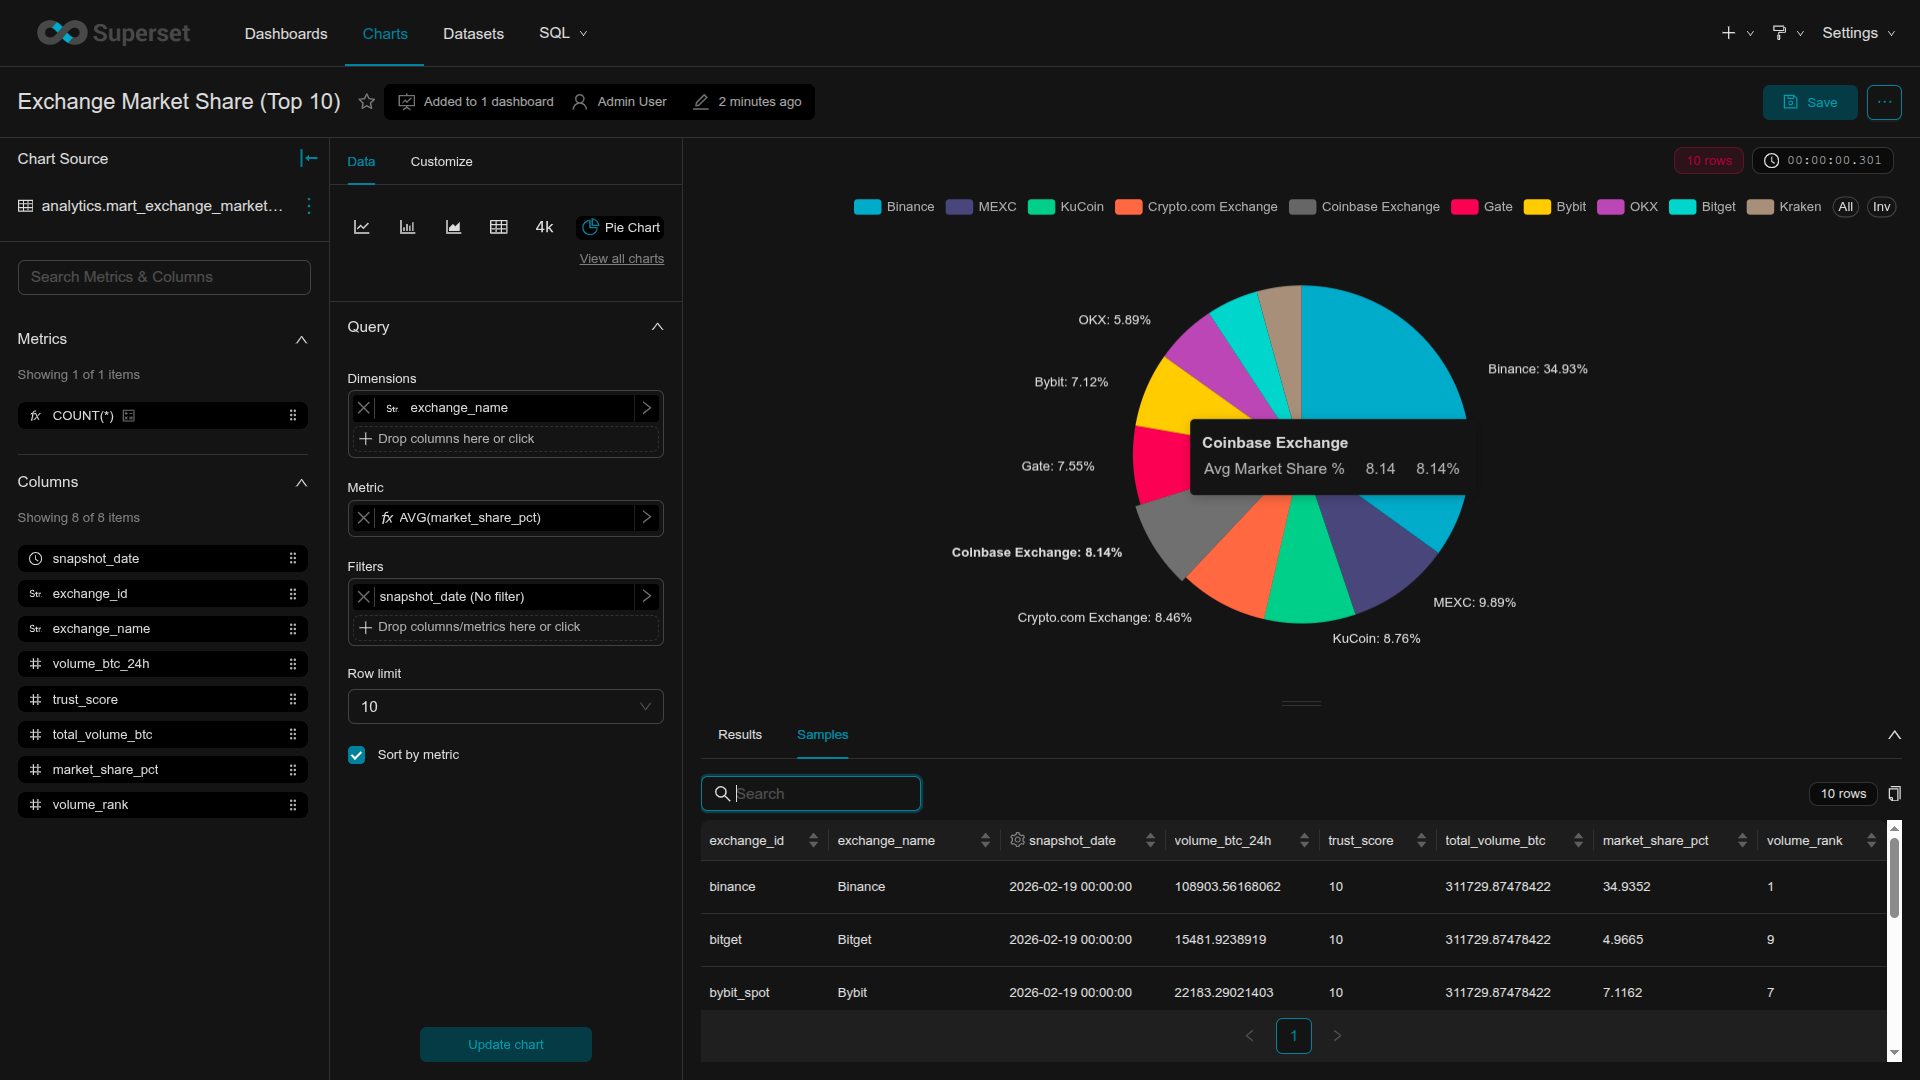 Superset
Dashboards
Charts
Datasets
SQL
Settings
Exchange Market Share (Top 10)
Added to 1 dashboard
Admin User
2 minutes ago
Save
Chart Source
analytics.mart_exchange_market...
Search Metrics & Columns
Metrics
Showing 1 of 1 items
fx COUNT(*)
Columns
Showing 8 of 8 items
snapshot_date
Str exchange_id
Str exchange_name
volume_btc_24h
trust_score
total_volume_btc
market_share_pct
volume_rank
Data
Customize
4k
Pie Chart
View all charts
Query
Dimensions
Str exchange_name
Drop columns here or click
Metric
fx AVG(market_share_pct)
Filters
snapshot_date (No filter)
Drop columns/metrics here or click
Row limit
10
Sort by metric
Update chart
10 rows
00:00:00.301
Binance
MEXC
KuCoin
Crypto.com Exchange
Coinbase Exchange
Gate
Bybit
OKX
Bitget
Kraken
All
Inv
OKX: 5.89%
Bybit: 7.12%
Gate: 7.55%
Coinbase Exchange: 8.14%
Crypto.com Exchange: 8.46%
KuCoin: 8.76%
MEXC: 9.89%
Binance: 34.93%
Coinbase Exchange
Avg Market Share % 8.14 8.14%
Results
Samples
Search
10 rows
exchange_id exchange_name snapshot_date volume_btc_24h trust_score total_volume_btc market_share_pct volume_rank
binance Binance 2026-02-19 00:00:00 108903.56168062 10 311729.87478422 34.9352 1
bitget Bitget 2026-02-19 00:00:00 15481.9238919 10 311729.87478422 4.9665 9
bybit_spot Bybit 2026-02-19 00:00:00 22183.29021403 10 311729.87478422 7.1162 7
1